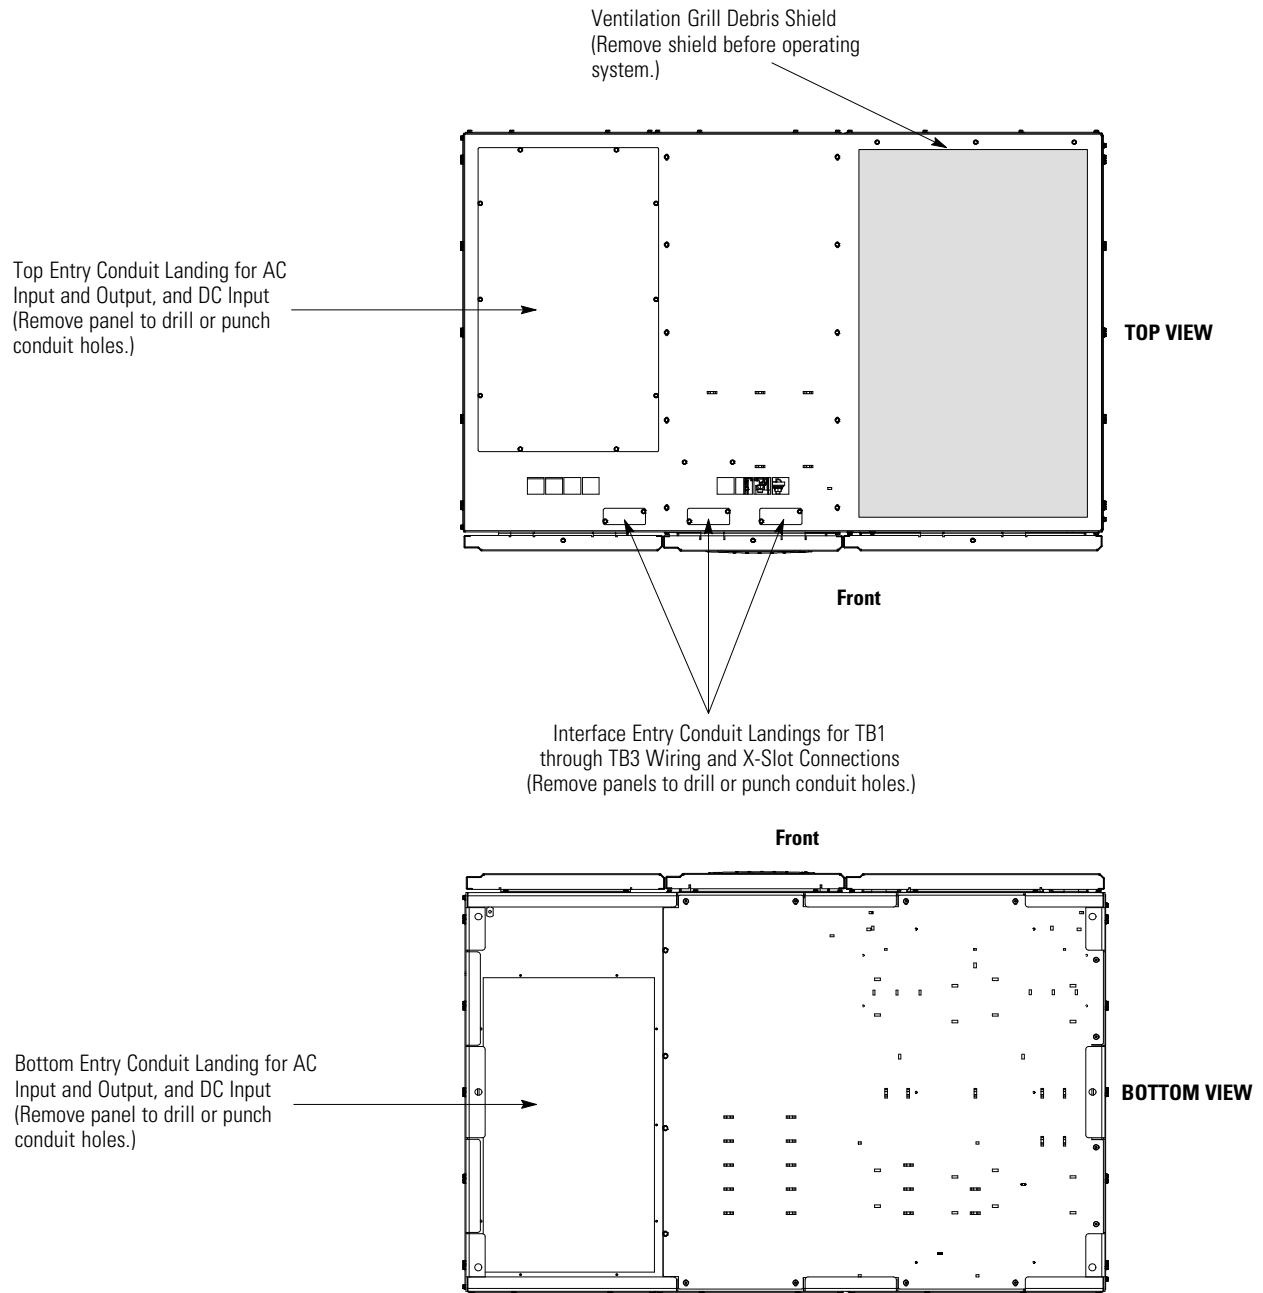 Ventilation Grill Debris Shield
(Remove shield before operating
system.)
Top Entry Conduit Landing for AC
Input and Output, and DC Input
(Remove panel to drill or punch
conduit holes.)
TOP VIEW
Front
Interface Entry Conduit Landings for TB1
through TB3 Wiring and X-Slot Connections
(Remove panels to drill or punch conduit holes.)
Front
Bottom Entry Conduit Landing for AC
Input and Output, and DC Input
(Remove panel to drill or punch
conduit holes.)
BOTTOM VIEW